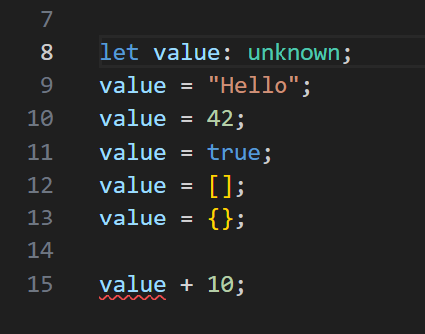 7
8 let value: unknown;
9 value = "Hello";
10 value = 42;
11 value = true;
12 value = [];
13 value = {};
14
15 value + 10;